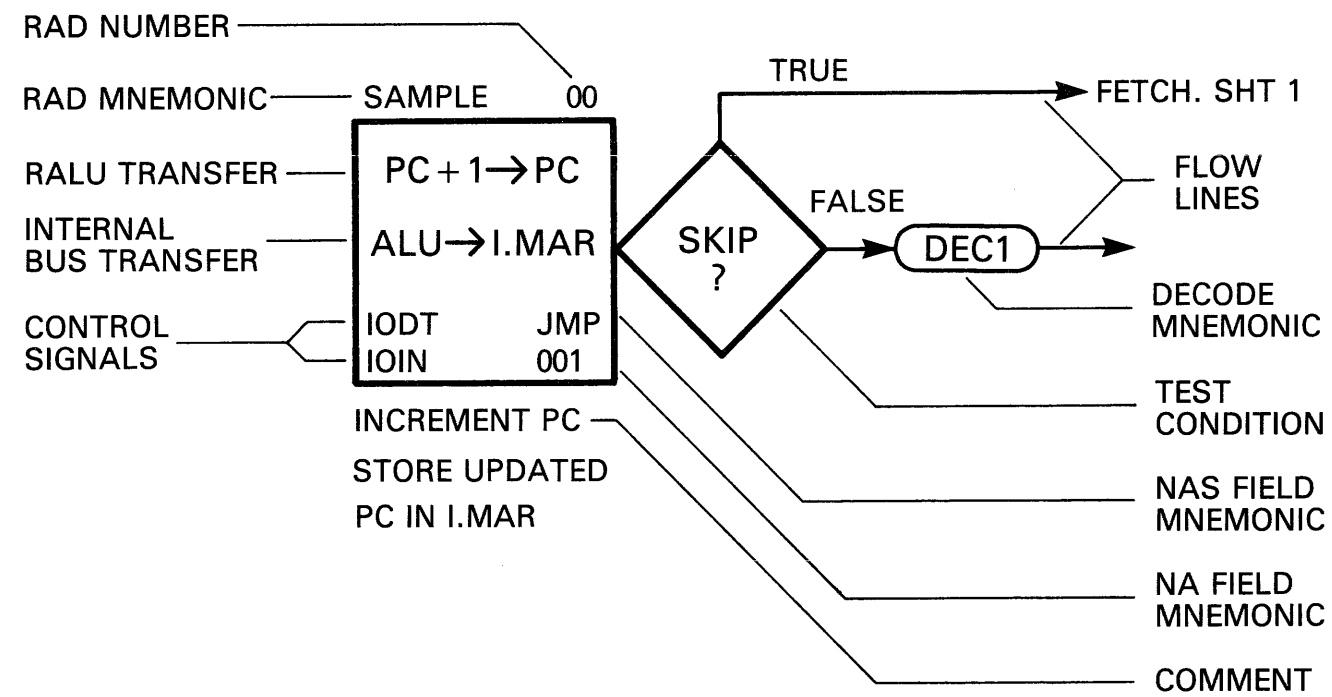 RAD NUMBER
RAD MNEMONIC
SAMPLE 00
RALU TRANSFER
PC + 1→PC
INTERNAL
BUS TRANSFER
ALU→I.MAR
CONTROL
SIGNALS
IODT JMP
IOIN 001
INCREMENT PC
STORE UPDATED
PC IN I.MAR
SKIP
?
TRUE
FETCH. SHT 1
FALSE
DEC1
FLOW
LINES
DECODE
MNEMONIC
TEST
CONDITION
NAS FIELD
MNEMONIC
NA FIELD
MNEMONIC
COMMENT